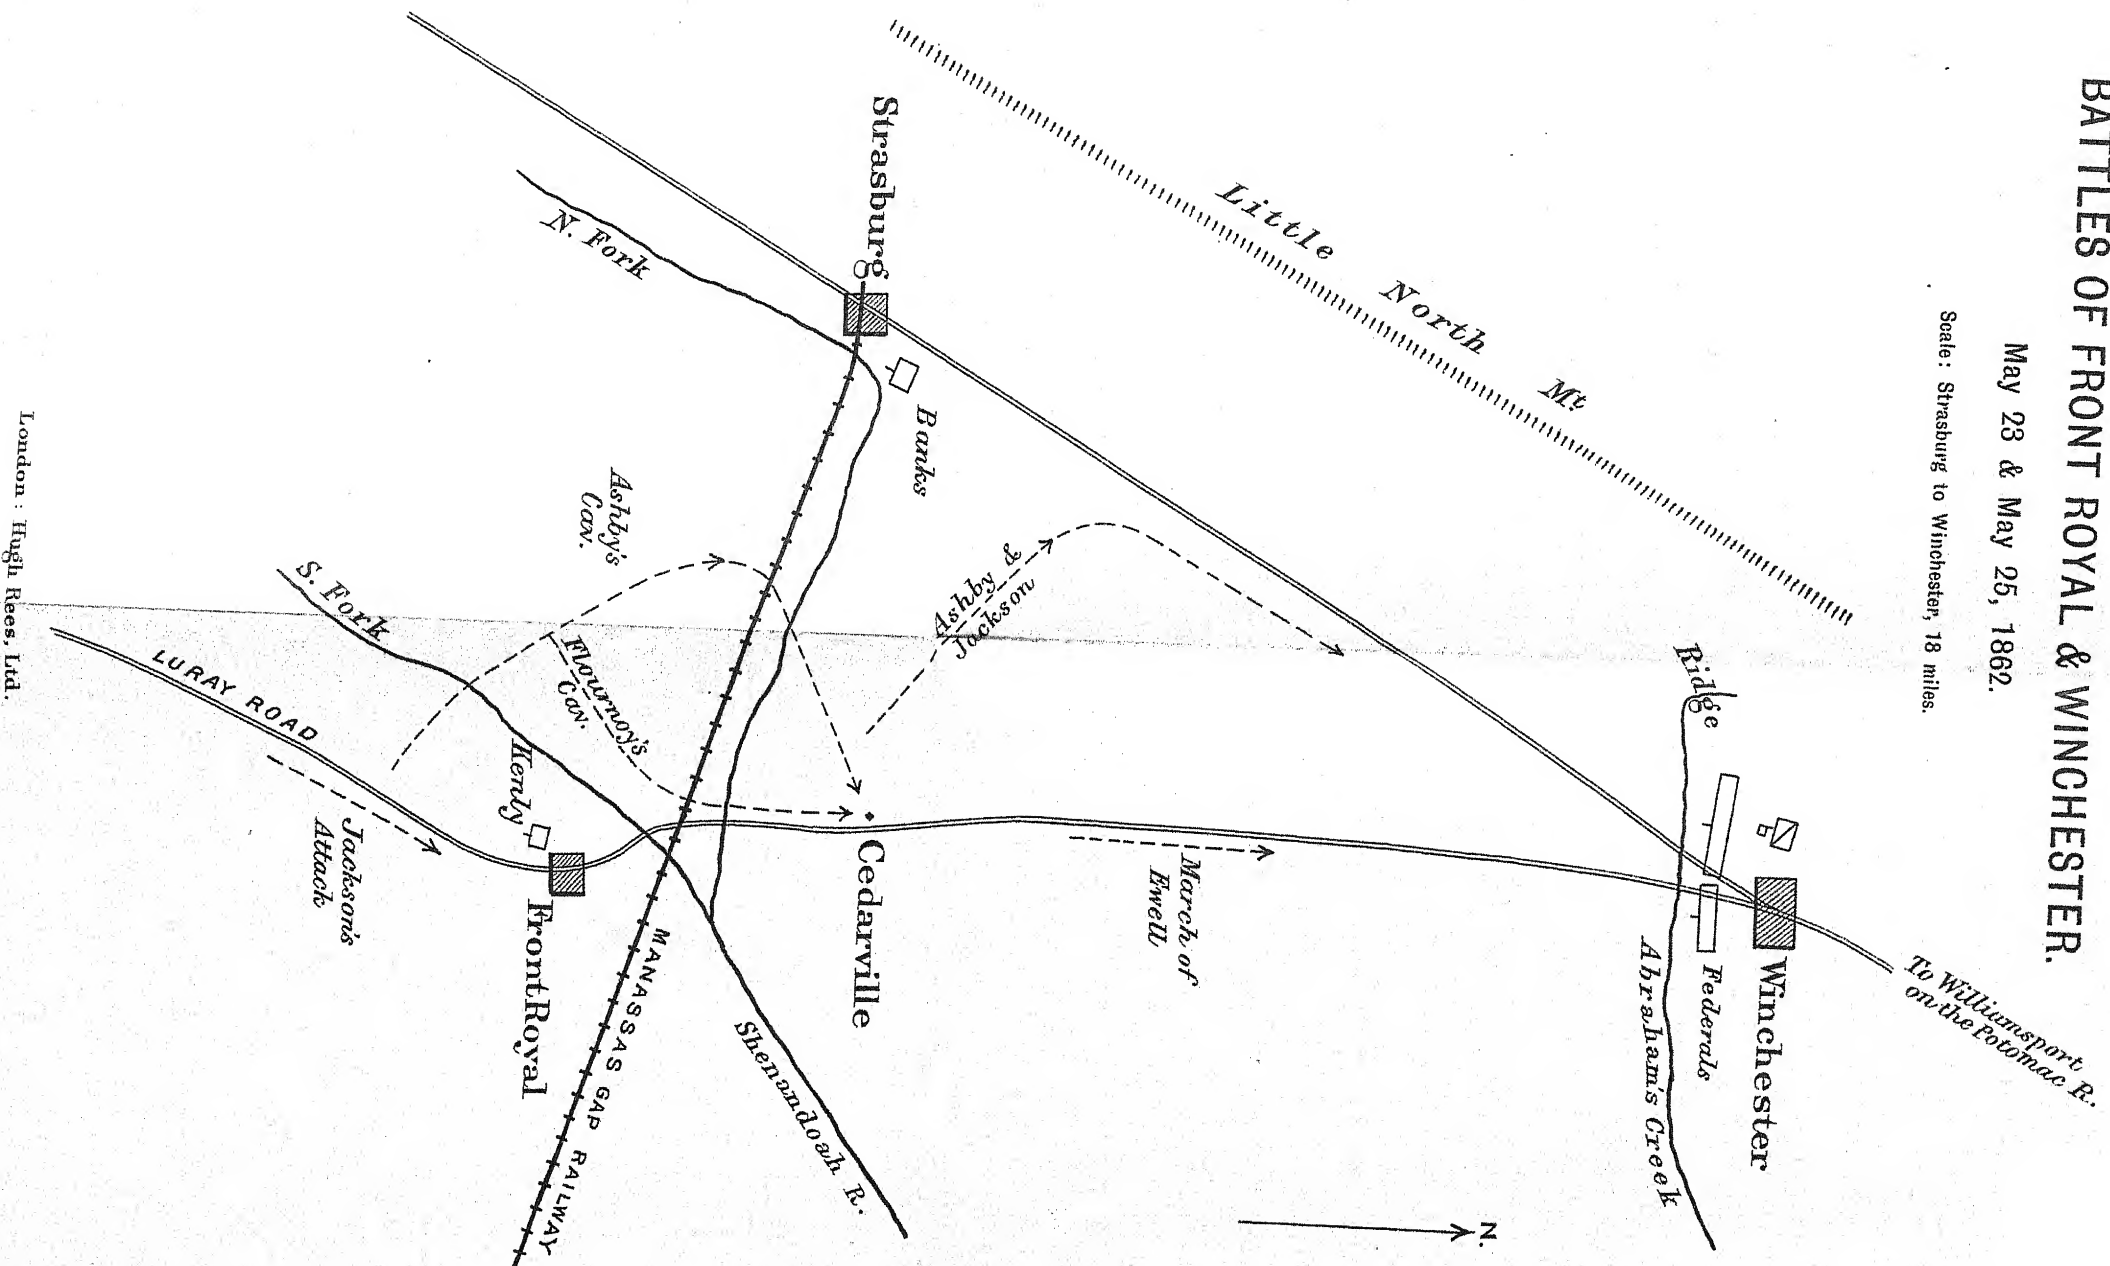 BATTLES OF FRONT ROYAL & WINCHESTER.
May 23 & May 25, 1862.
Scale: Strasburg to Winchester, 18 miles.
To Williamsport
on the Potomac R.
Little North Mt
Ridge
Winchester
Federals
Abraham's Creek
N.
March of
Ewell
Ashby &
Jackson
Strasburg
Banks
Cedarville
N. Fork
Ashby's
Cav.
Flournoy's
Cav.
Shenandoah R.
MANASSAS GAP RAILWAY
Kenly
Front Royal
S. Fork
LURAY ROAD
Jackson's
Attack
London: Hugh Rees, Ltd.